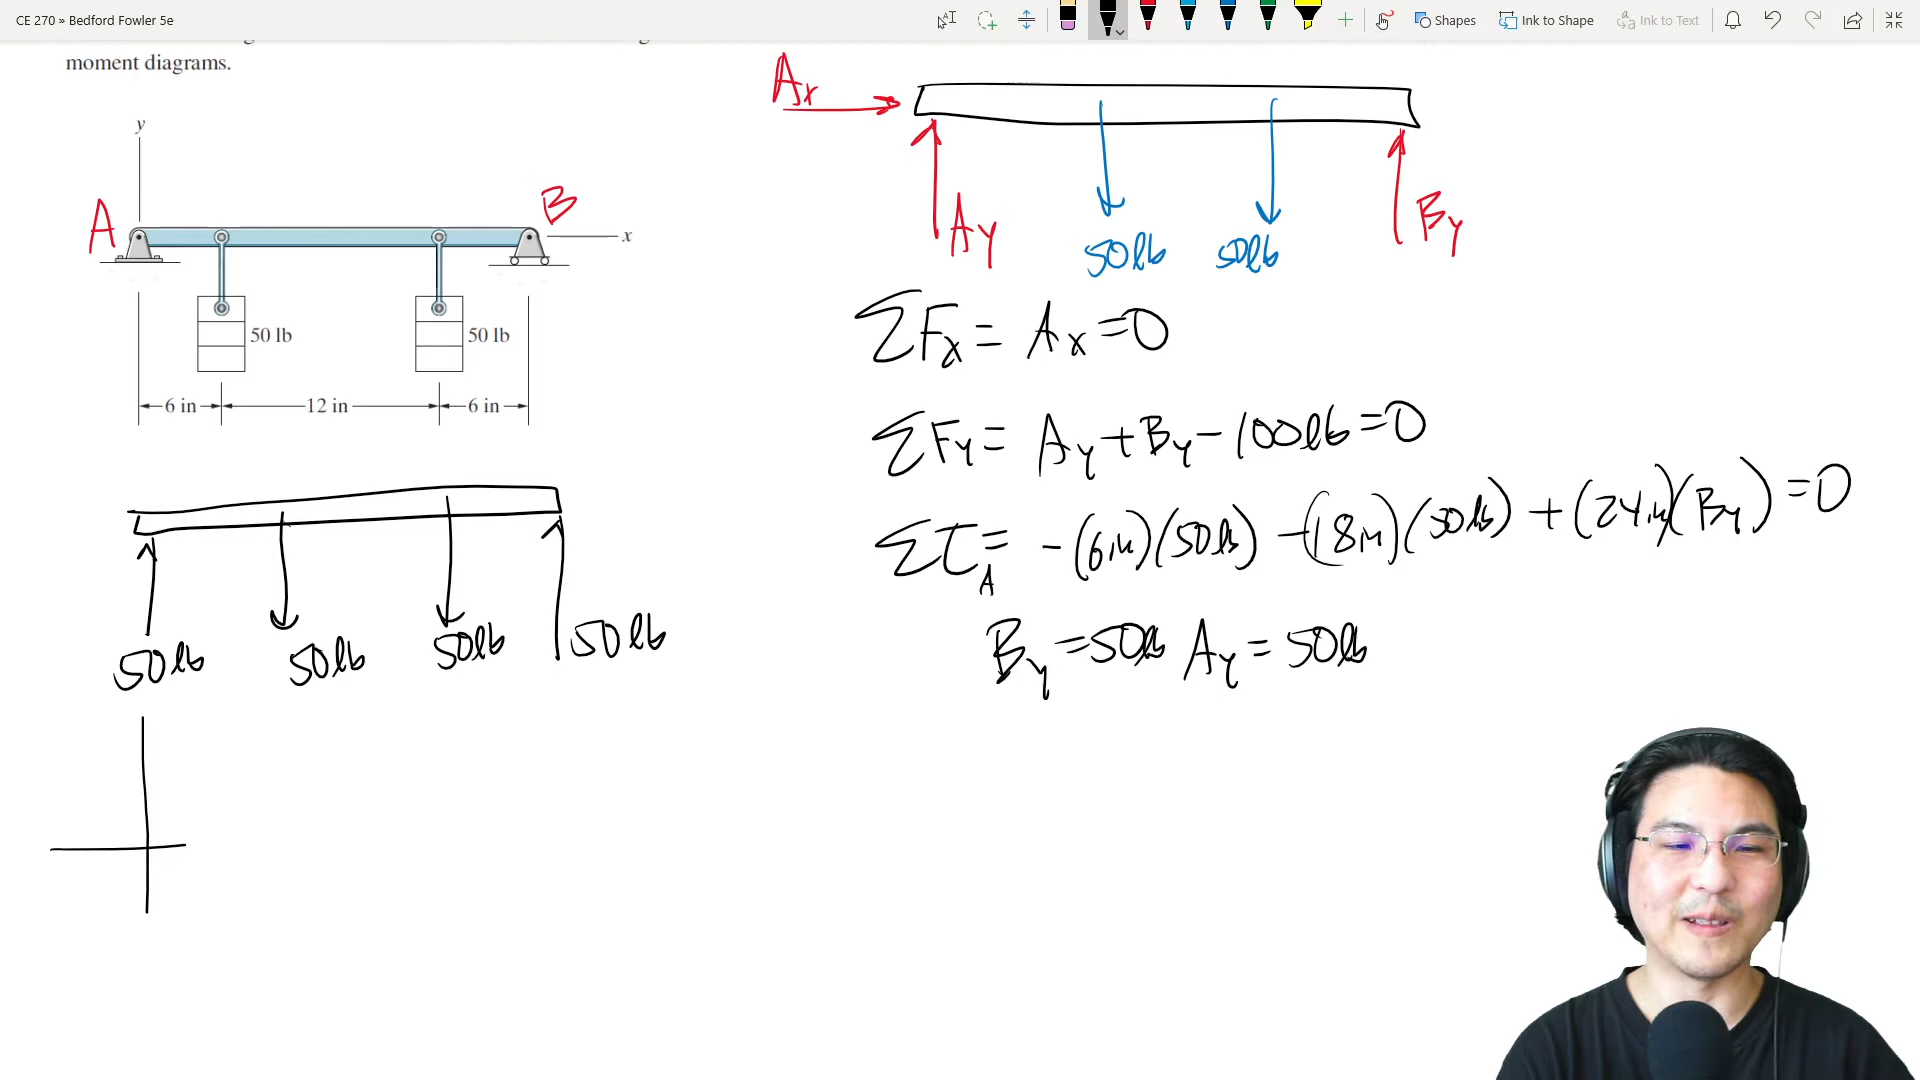 CE 270 » Bedford Fowler 5e
Shapes
Ink to Shape
Ink to Text
moment diagrams.
y
A
B
x
50 lb
50 lb
6 in
12 in
6 in
Ax
Ay
50lb
50lb
By
ΣFx = Ax = 0
ΣFy = Ay + By - 100lb = 0
Στ_A = -(6in)(50lb) - (18in)(50lb) + (24in)(By) = 0
By = 50lb Ay = 50lb
50lb
50lb
50lb
50lb